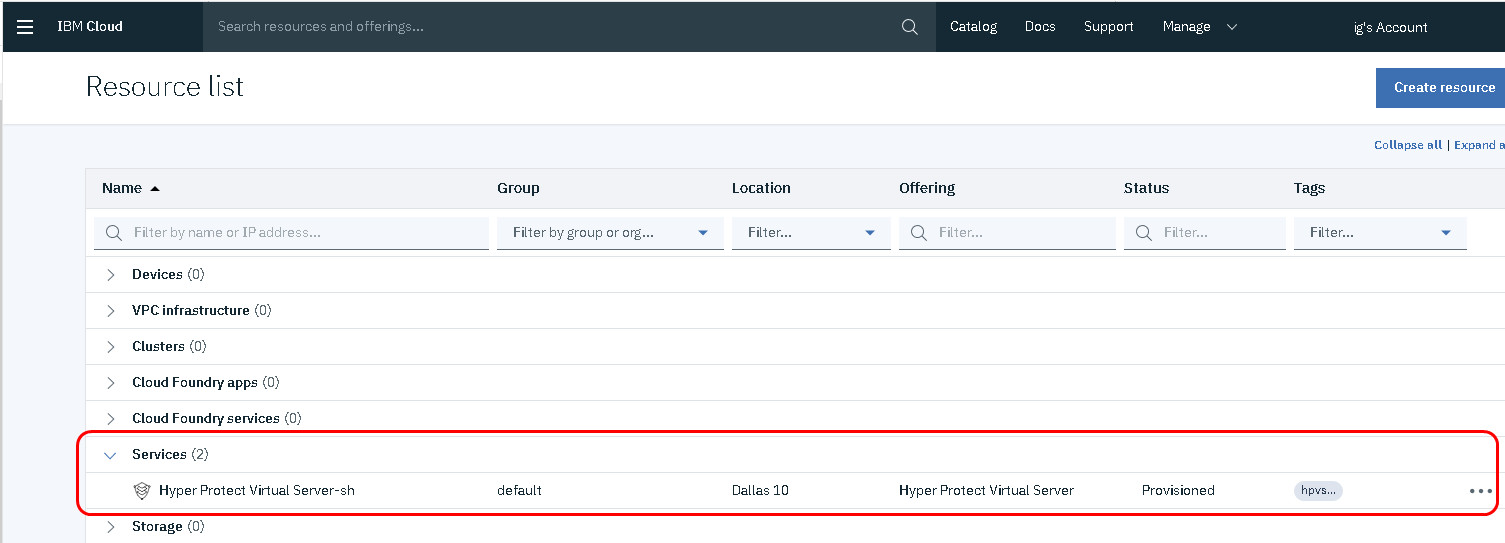 IBM Cloud Search resources and offerings... Catalog Docs Support Manage ig's Account
Resource list
Create resource
Collapse all | Expand a
Name Group Location Offering Status Tags
Filter by name or IP address... Filter by group or org... Filter... Filter... Filter... Filter...
Devices (0)
VPC infrastructure (0)
Clusters (0)
Cloud Foundry apps (0)
Cloud Foundry services (0)
Services (2)
Hyper Protect Virtual Server-sh default Dallas 10 Hyper Protect Virtual Server Provisioned hpvs...
Storage (0)